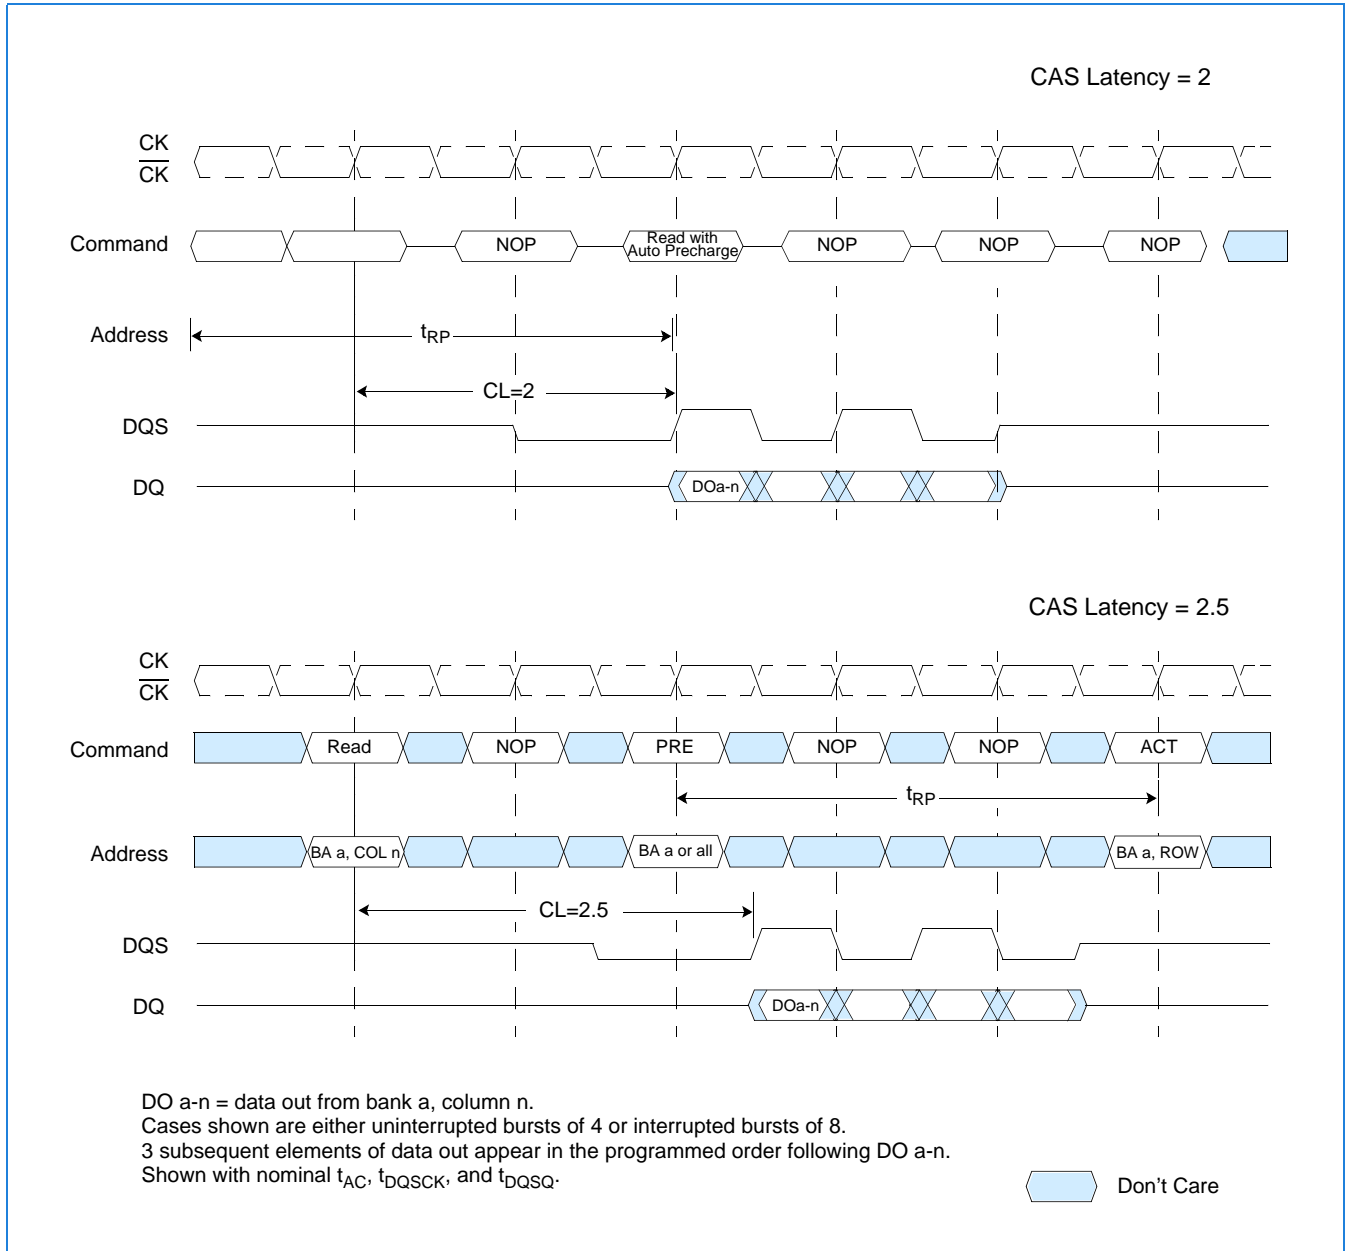 CAS Latency = 2
CK
CK
Command
NOP
Read with
Auto Precharge
NOP
NOP
NOP
Address
tRP
CL=2
DQS
DQ
DOa-n
CAS Latency = 2.5
CK
CK
Command
Read
NOP
PRE
NOP
NOP
ACT
tRP
Address
BA a, COL n
BA a or all
BA a, ROW
CL=2.5
DQS
DQ
DOa-n
DO a-n = data out from bank a, column n.
Cases shown are either uninterrupted bursts of 4 or interrupted bursts of 8.
3 subsequent elements of data out appear in the programmed order following DO a-n.
Shown with nominal tAC, tDQSCK, and tDQSQ.
Don't Care